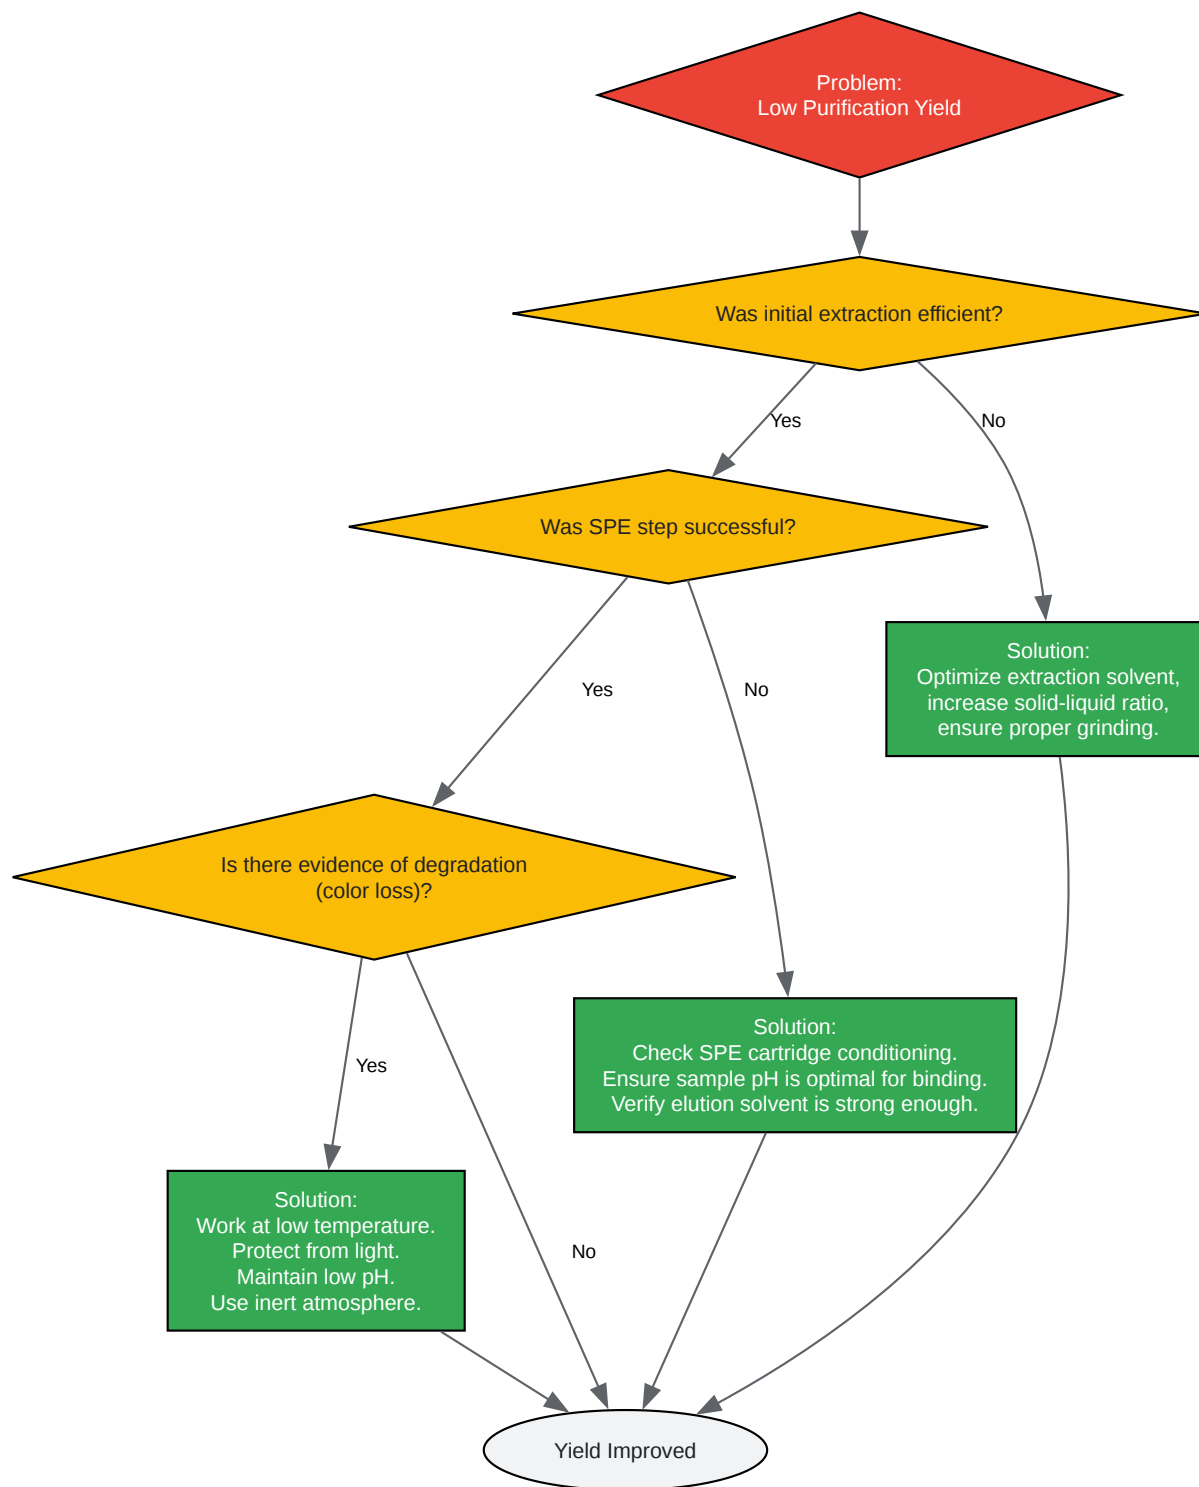 Problem:
Low Purification Yield
Was initial extraction efficient?
Yes
No
Was SPE step successful?
Yes
No
Solution:
Optimize extraction solvent,
increase solid-liquid ratio,
ensure proper grinding.
Is there evidence of degradation
(color loss)?
Yes
No
Solution:
Check SPE cartridge conditioning.
Ensure sample pH is optimal for binding.
Verify elution solvent is strong enough.
Solution:
Work at low temperature.
Protect from light.
Maintain low pH.
Use inert atmosphere.
Yield Improved